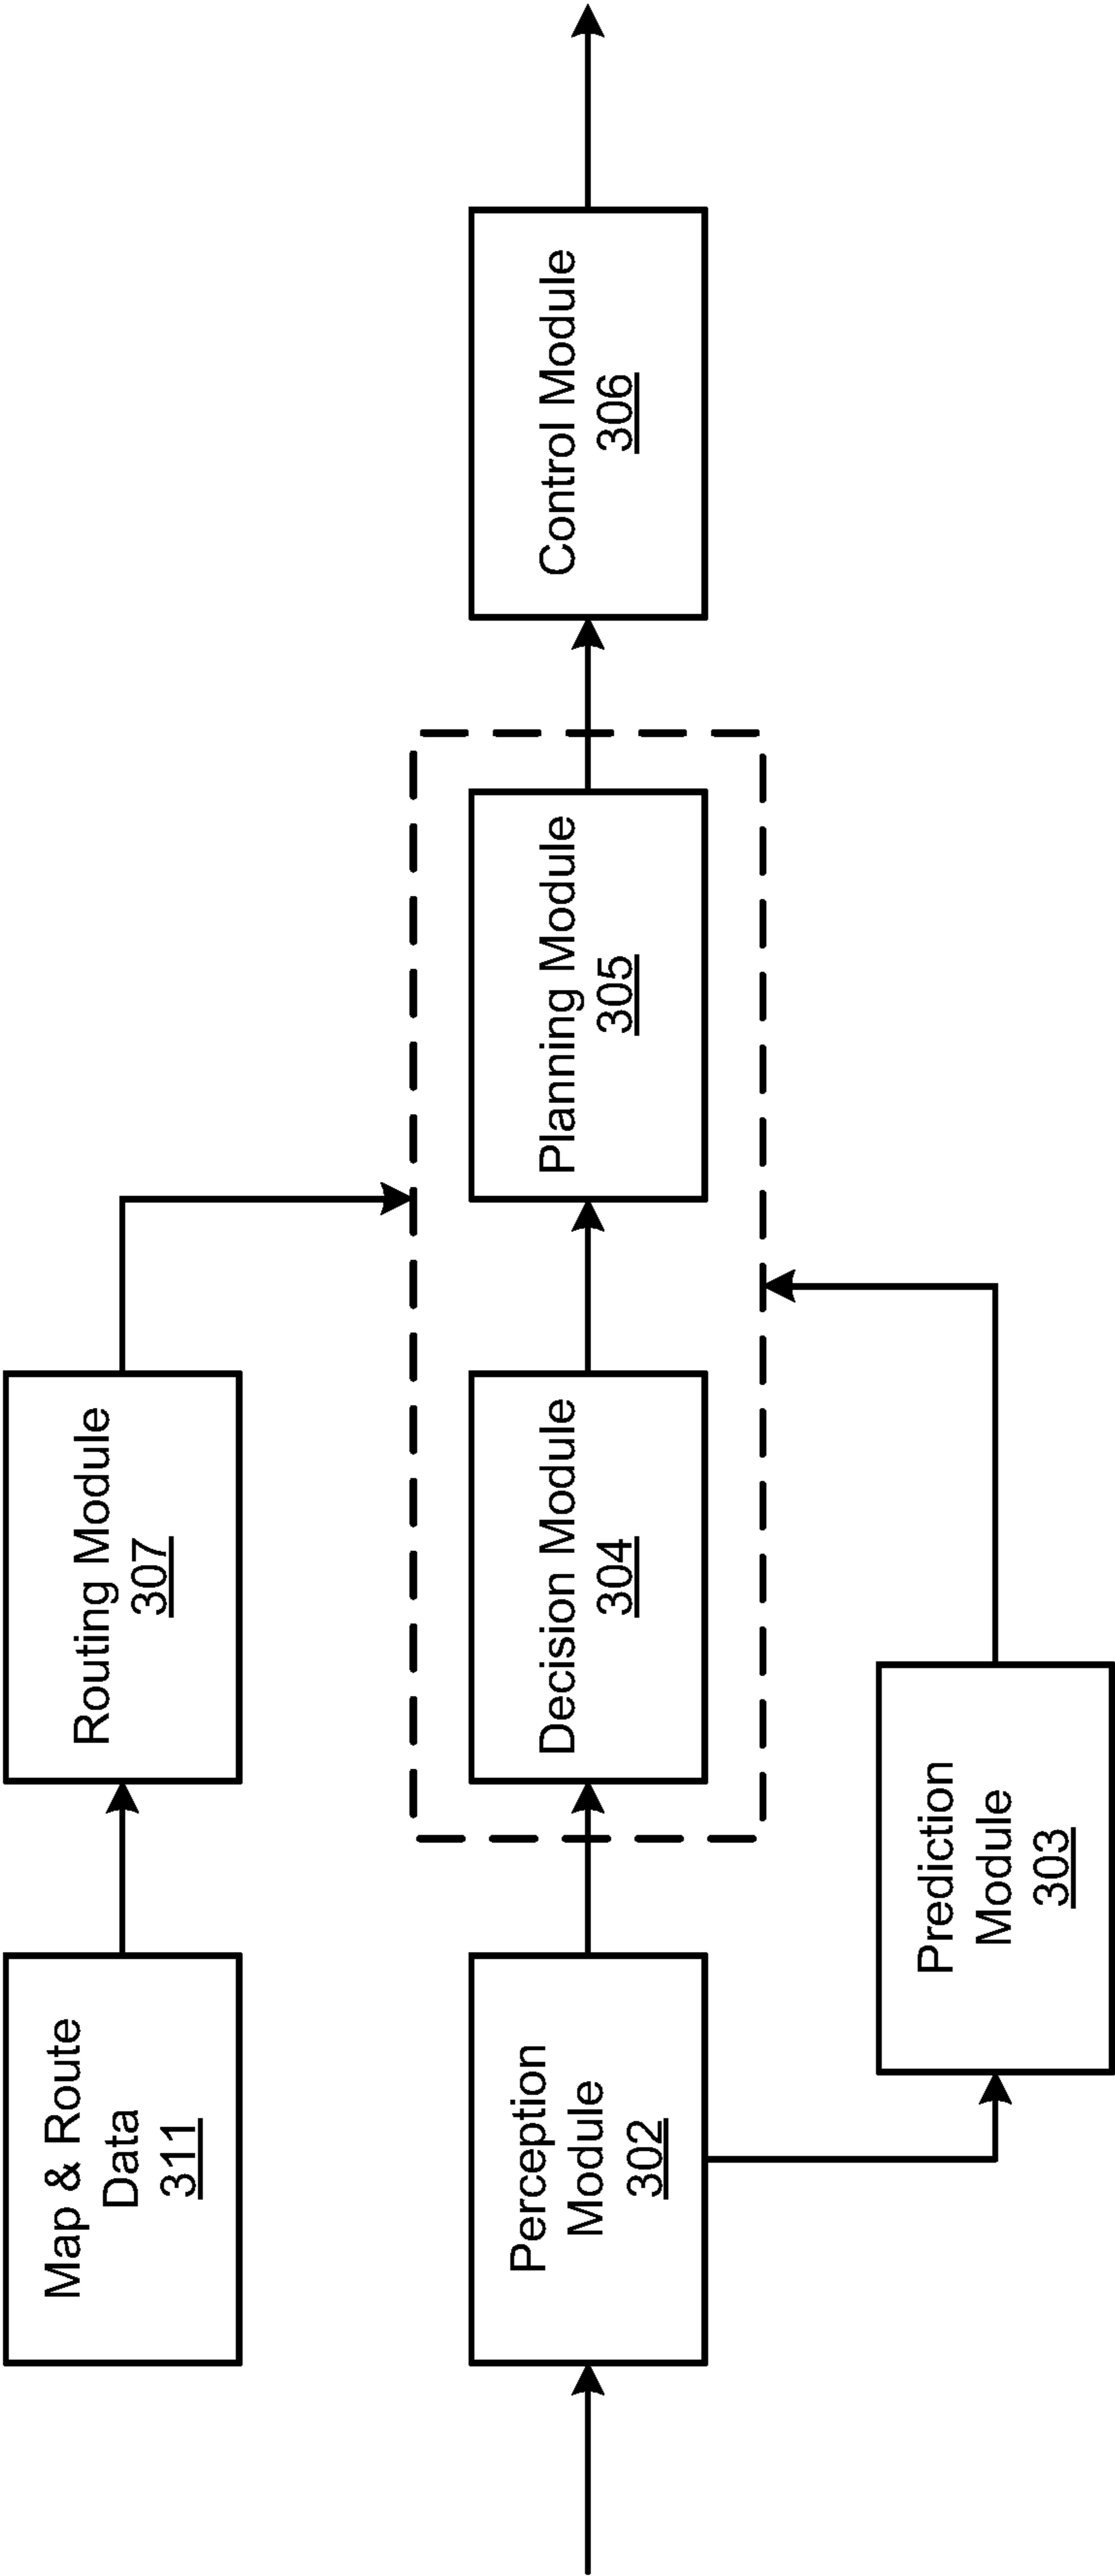 Map & Route
Data
311
Routing Module
307
Perception
Module
302
Decision Module
304
Planning Module
305
Control Module
306
Prediction
Module
303